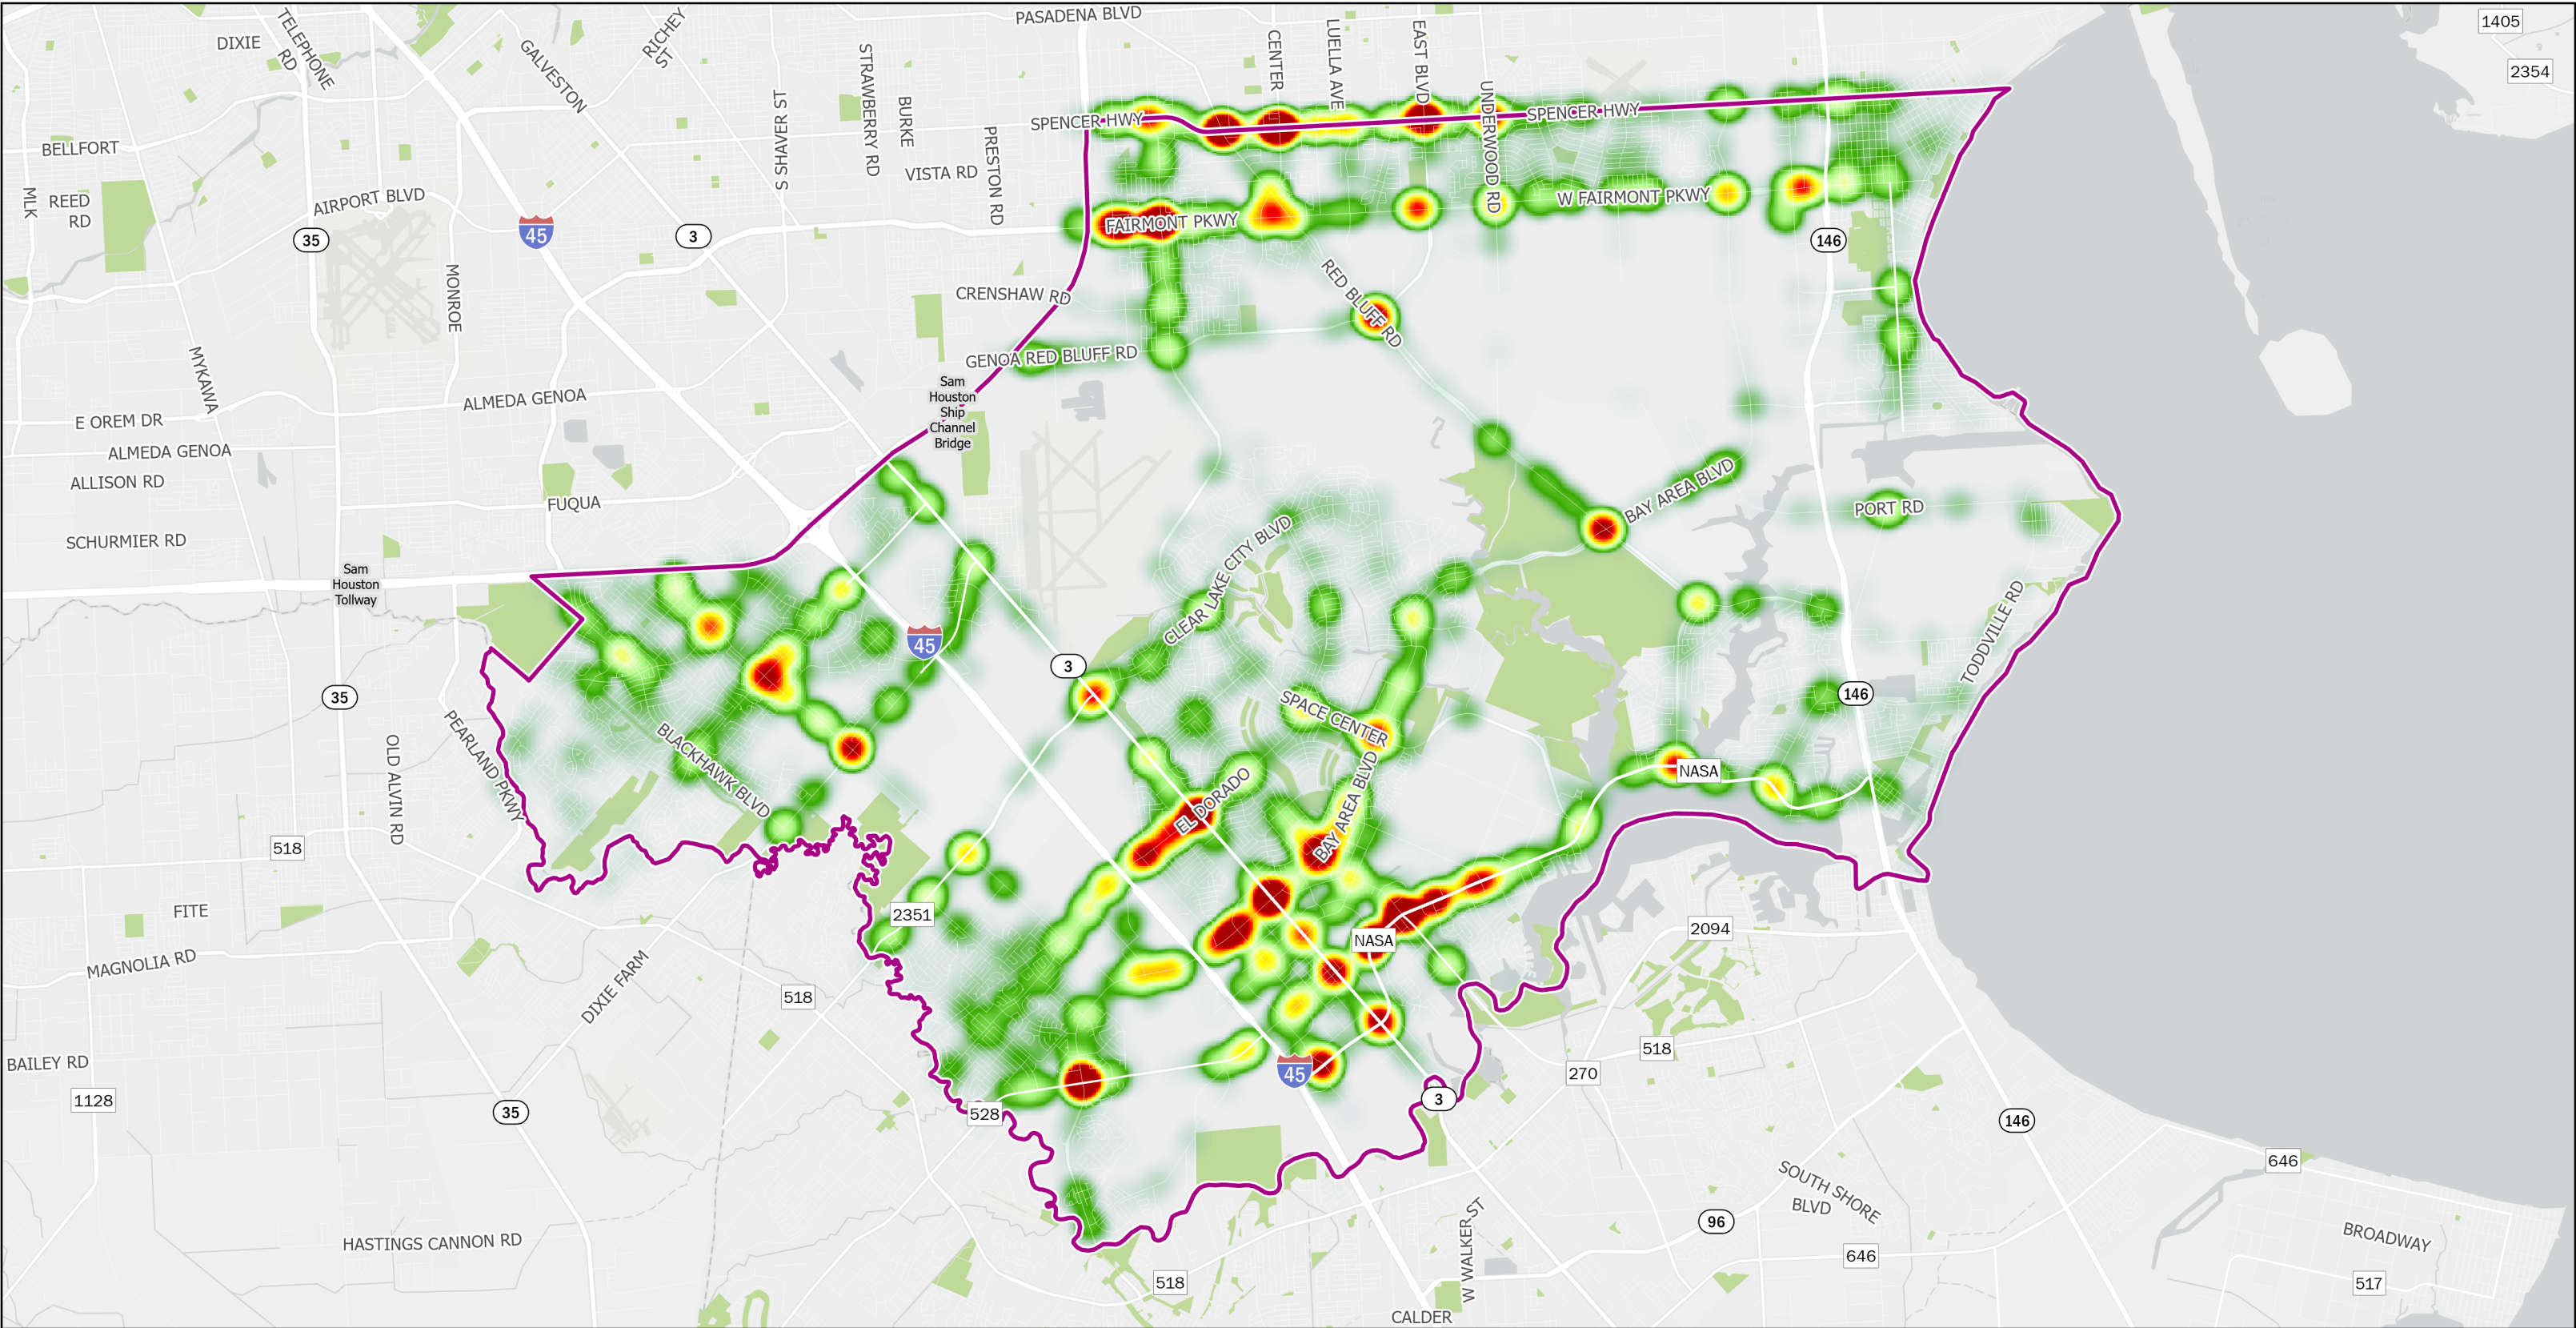 PASADENA BLVD
1405
DIXIE
TELEPHONE
RD
GALVESTON
RICHEY
ST
STRAWBERRY RD
CENTER
LUELLA AVE
EAST BLVD
2354
BURKE
S SHAVER ST
UNDERWOOD RD
SPENCER HWY
SPENCER HWY
BELLFORT
PRESTON RD
VISTA RD
MLK
REED
RD
AIRPORT BLVD
W FAIRMONT PKWY
FAIRMONT PKWY
35
45
3
146
MONROE
CRENSHAW RD
RED BLUFF RD
GENOA RED BLUFF RD
MYKAWA
Sam
Houston
Ship
Channel
Bridge
ALMEDA GENOA
E OREM DR
ALMEDA GENOA
ALLISON RD
FUQUA
BAY AREA BLVD
PORT RD
SCHURMIER RD
CLEAR LAKE CITY BLVD
Sam
Houston
Tollway
TODDVILLE RD
45
3
35
146
SPACE CENTER
PEARLAND PKWY
OLD ALVIN RD
BLACKHAWK BLVD
NASA
EL DORADO
BAY AREA BLVD
518
FITE
2351
2094
NASA
MAGNOLIA RD
DIXIE FARM
518
518
BAILEY RD
45
270
1128
35
528
3
146
646
SOUTH SHORE
BLVD
W WALKER ST
96
BROADWAY
HASTINGS CANNON RD
646
518
517
CALDER